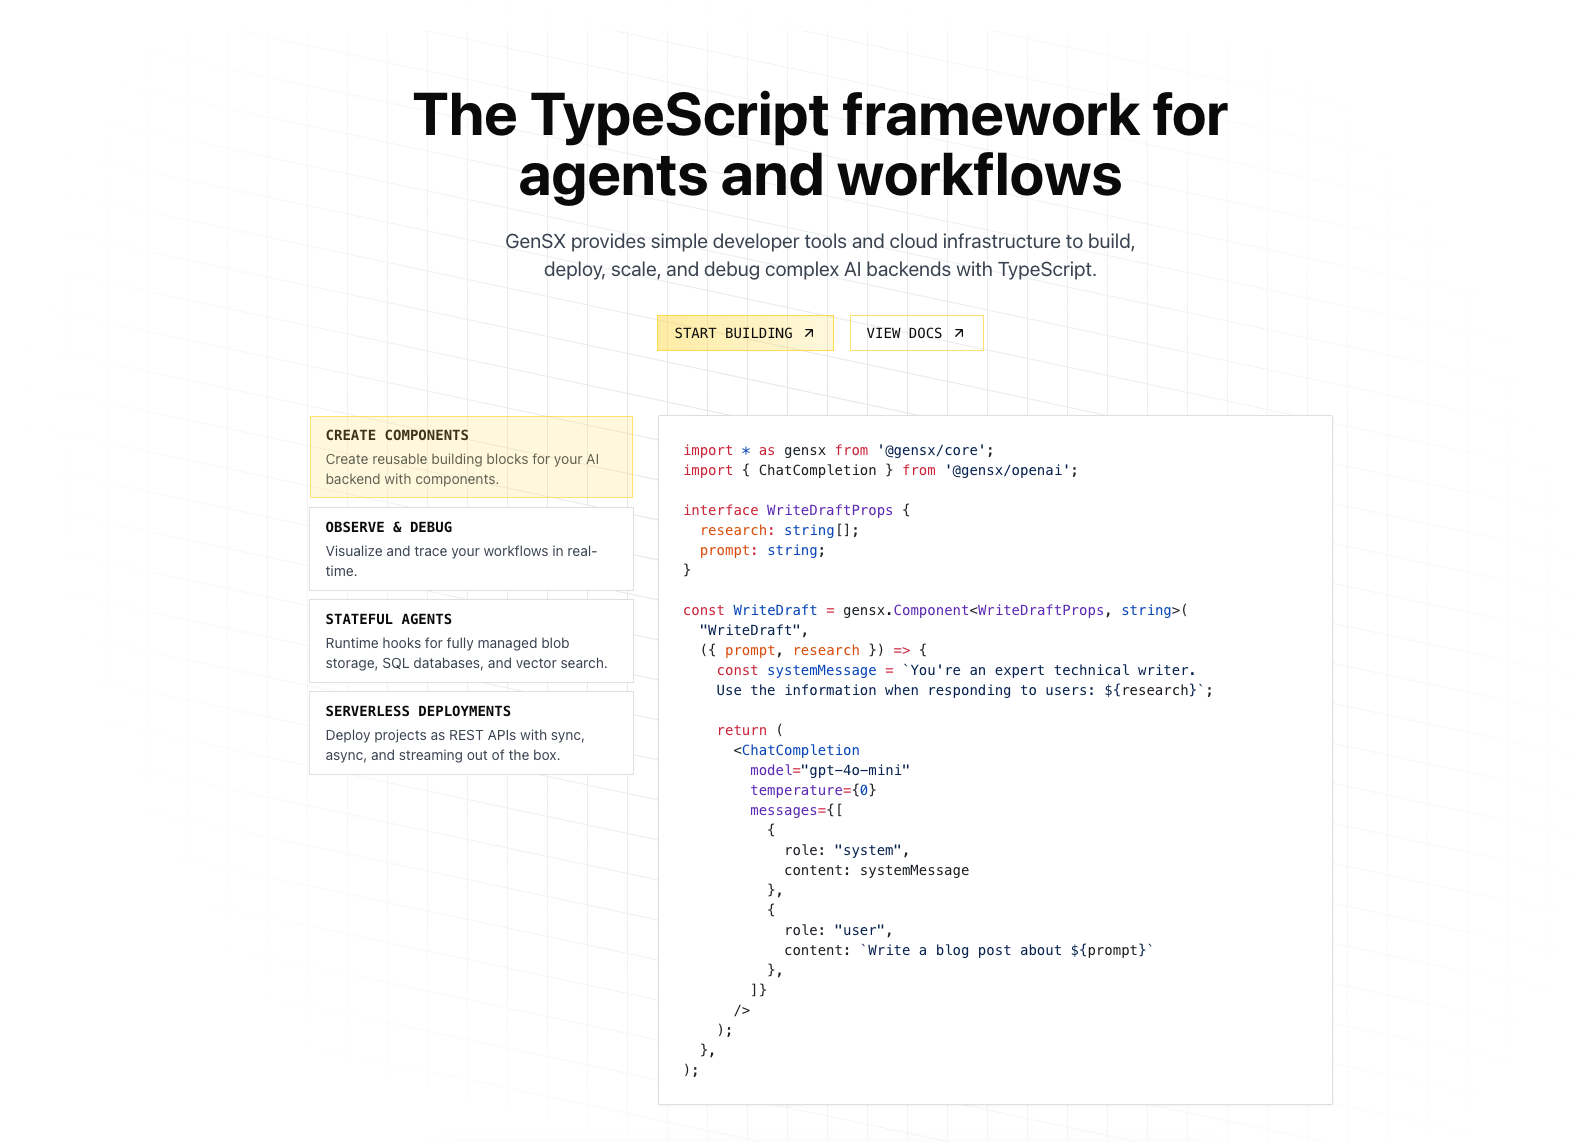 The TypeScript framework for
agents and workflows
GenSX provides simple developer tools and cloud infrastructure to build,
deploy, scale, and debug complex AI backends with TypeScript.
START BUILDING
VIEW DOCS
CREATE COMPONENTS
Create reusable building blocks for your AI
backend with components.
OBSERVE & DEBUG
Visualize and trace your workflows in real-
time.
STATEFUL AGENTS
Runtime hooks for fully managed blob
storage, SQL databases, and vector search.
SERVERLESS DEPLOYMENTS
Deploy projects as REST APIs with sync,
async, and streaming out of the box.
import * as gensx from '@gensx/core';
import { ChatCompletion } from '@gensx/openai';

interface WriteDraftProps {
  research: string[];
  prompt: string;
}

const WriteDraft = gensx.Component<WriteDraftProps, string>(
  "WriteDraft",
  ({ prompt, research }) => {
    const systemMessage = `You're an expert technical writer.
    Use the information when responding to users: ${research}`;

    return (
      <ChatCompletion
        model="gpt-4o-mini"
        temperature={0}
        messages={[
          {
            role: "system",
            content: systemMessage
          },
          {
            role: "user",
            content: `Write a blog post about ${prompt}`
          },
        ]}
      />
    );
  },
);